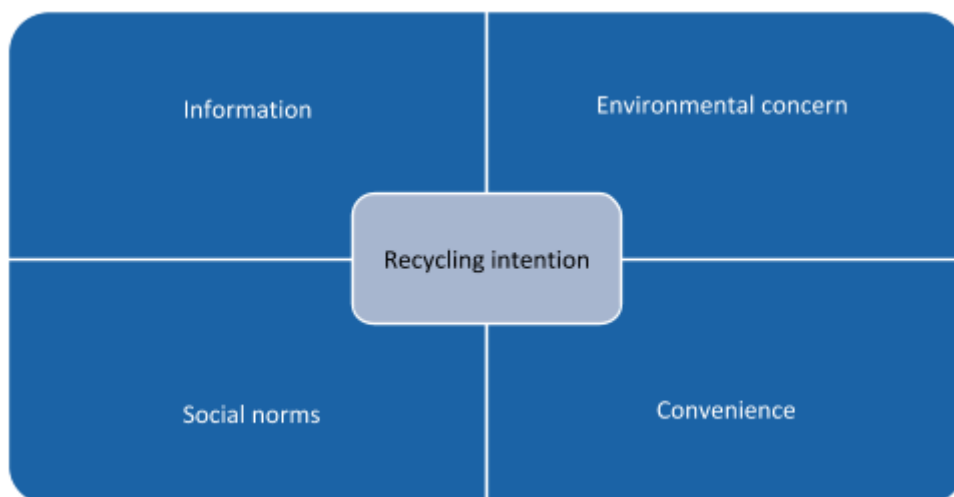 Information
Environmental concern
Recycling intention
Social norms
Convenience